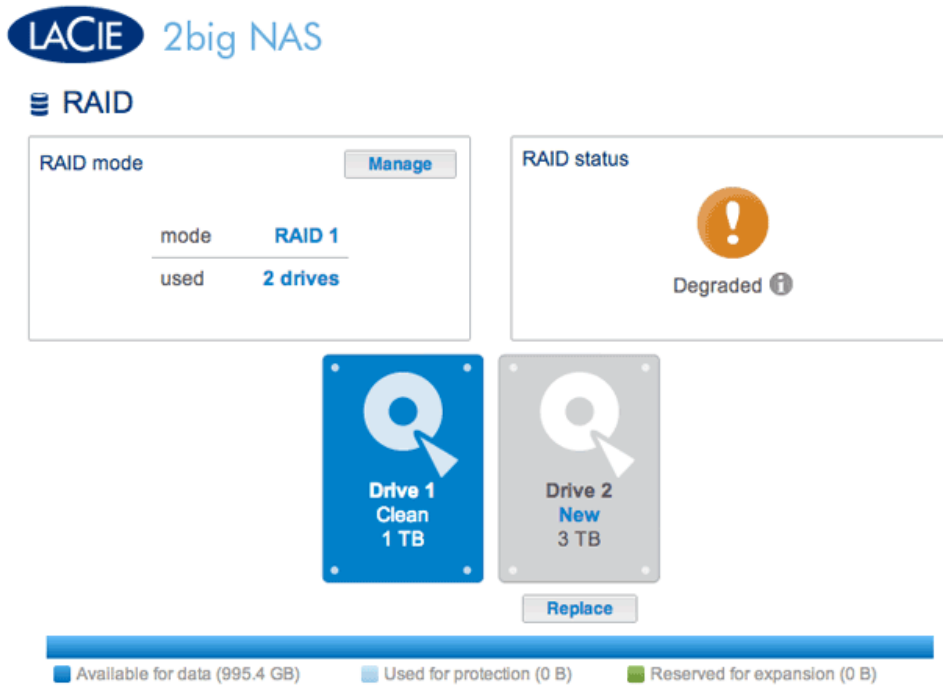 LACIE 2big NAS
RAID
RAID mode
Manage
mode RAID 1
used 2 drives
RAID status
Degraded
Drive 1
Clean
1 TB
Drive 2
New
3 TB
Replace
Available for data (995.4 GB) Used for protection (0 B) Reserved for expansion (0 B)